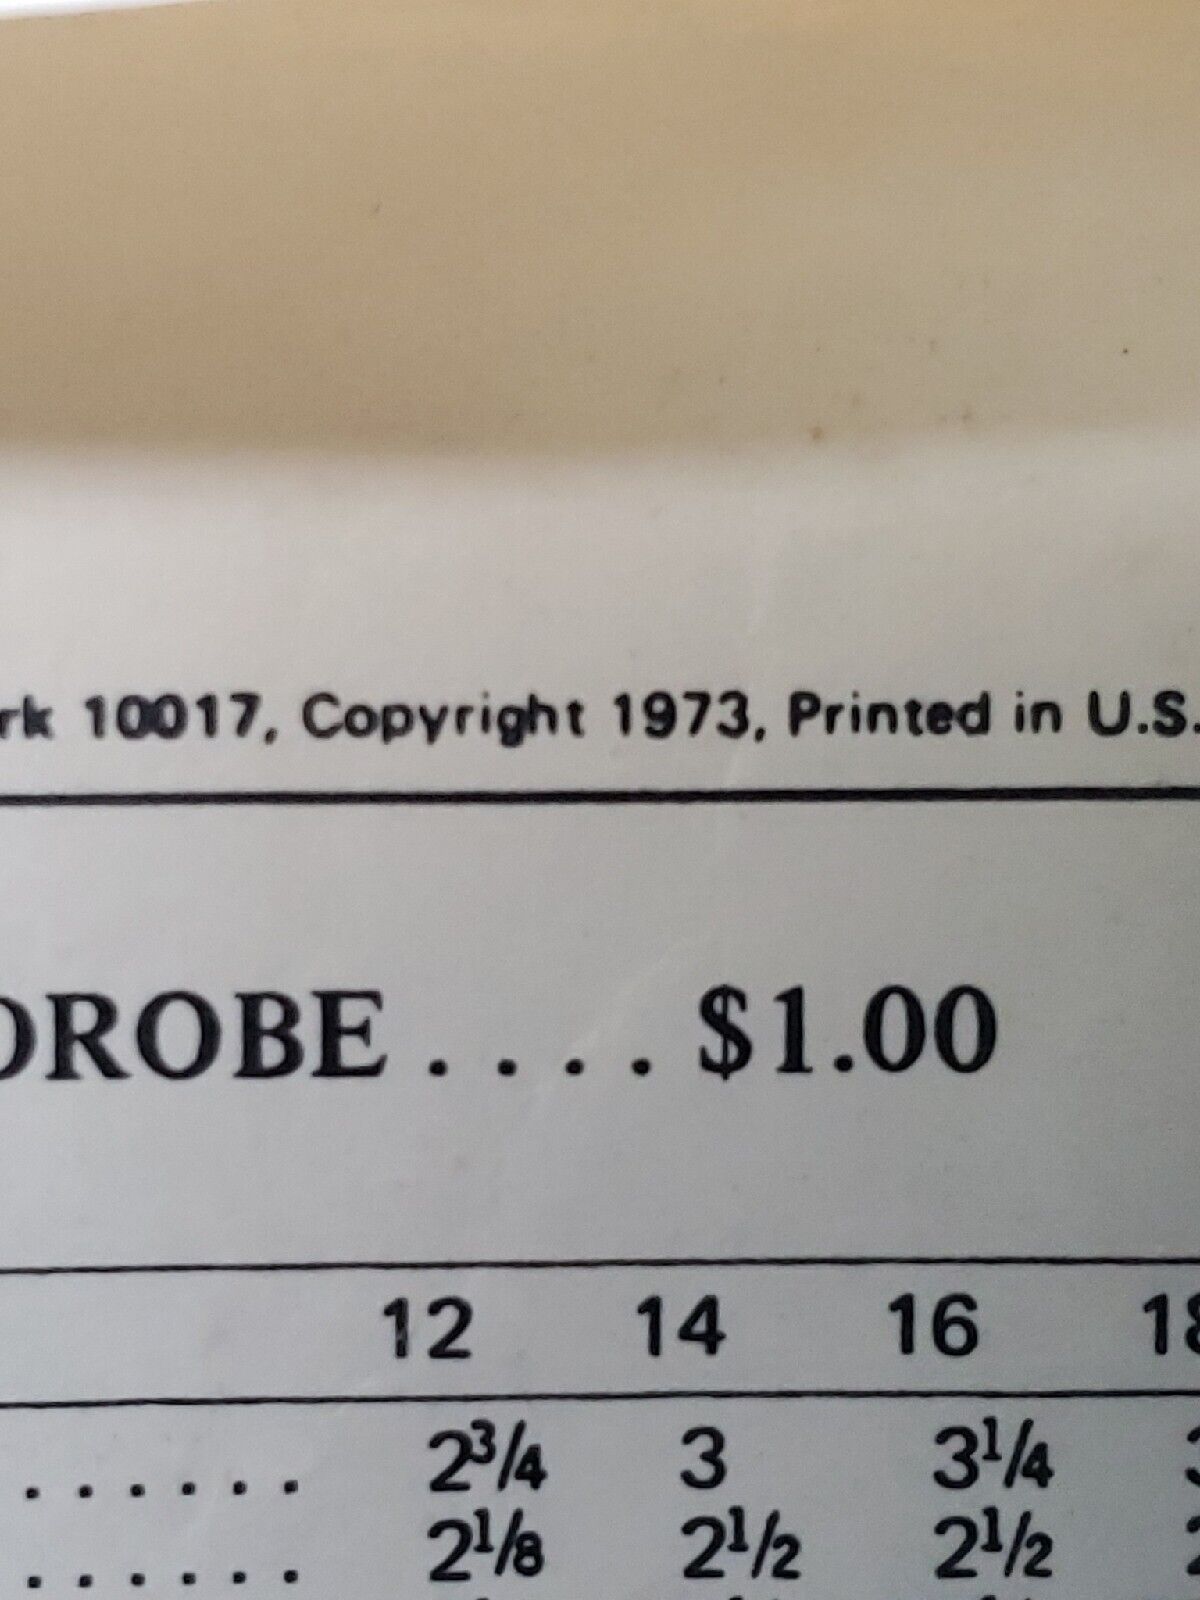 rk 10017, Copyright 1973, Printed in U.S.
DROBE .... $1.00
12 14 16 18
...... 2¾ 3 3¼
...... 2⅛ 2½ 2½